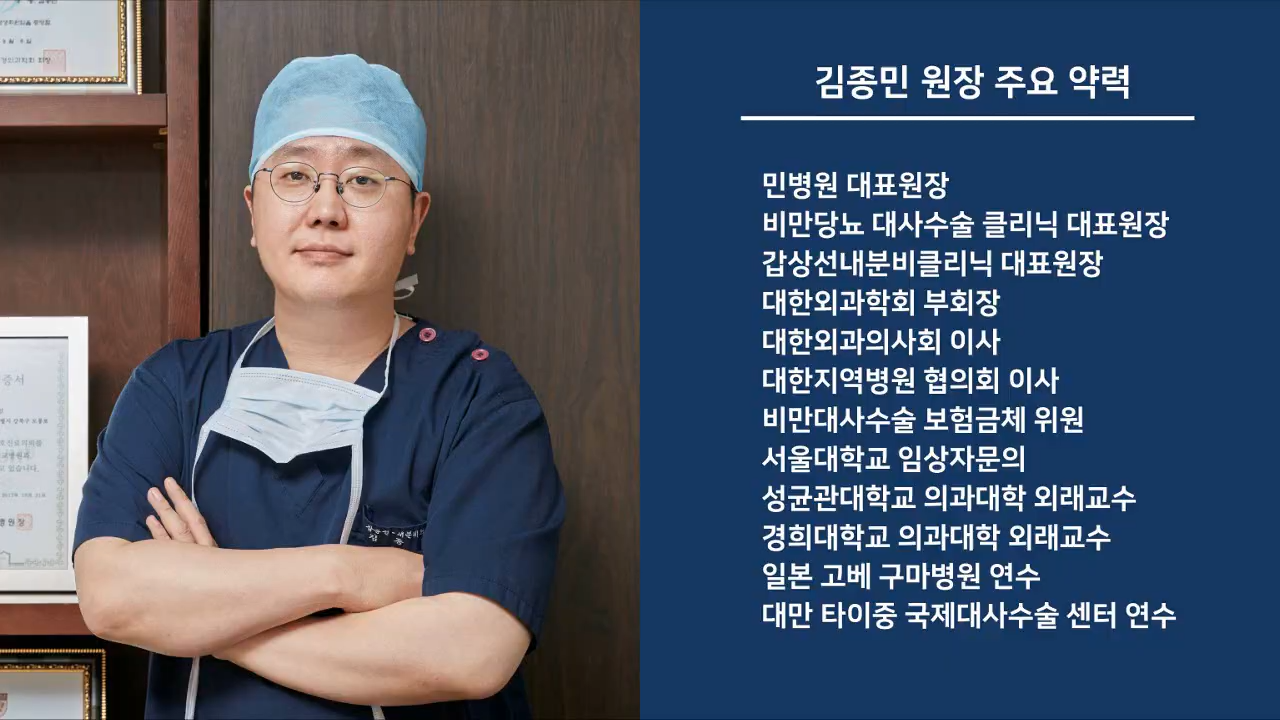 김종민 원장 주요 약력
민병원 대표원장
비만당뇨 대사수술 클리닉 대표원장
갑상선내분비클리닉 대표원장
대한외과학회 부회장
대한외과의사회 이사
대한지역병원 협의회 이사
비만대사수술 보험금체 위원
서울대학교 임상자문의
성균관대학교 의과대학 외래교수
경희대학교 의과대학 외래교수
일본 고베 구마병원 연수
대만 타이중 국제대사수술 센터 연수